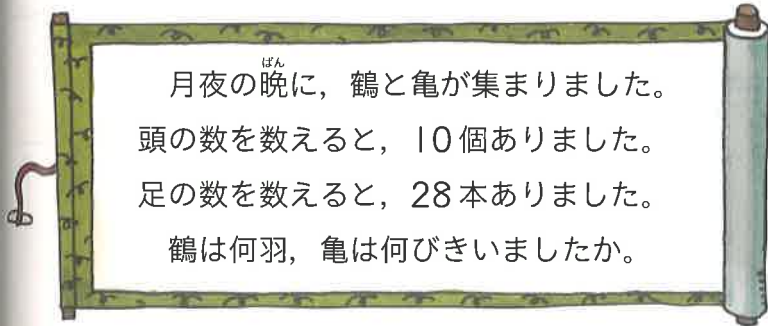 月夜の晩に，鶴と亀が集まりました。
ばん
頭の数を数えると，10個ありました。
足の数を数えると，28本ありました。
鶴は何羽，亀は何びきいましたか。